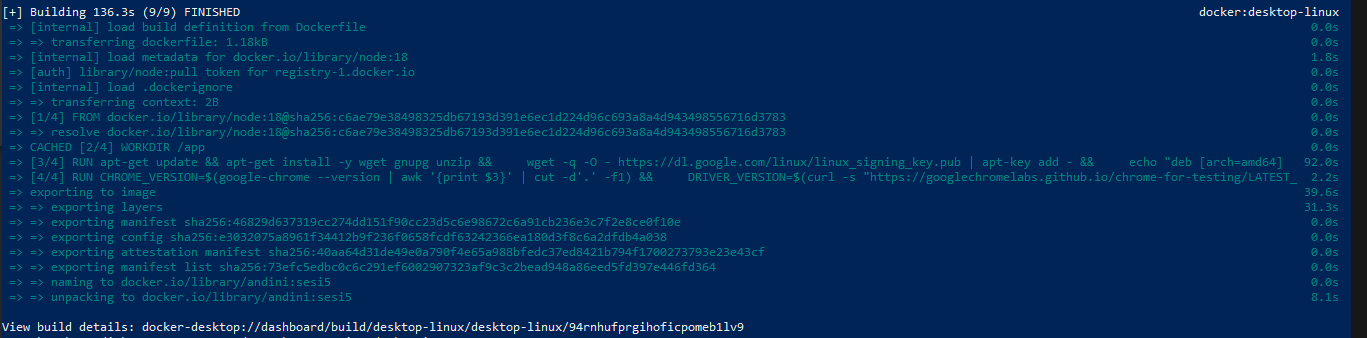 [+] Building 136.3s (9/9) FINISHED docker:desktop-linux
=> [internal] load build definition from Dockerfile 0.0s
=> => transferring dockerfile: 1.18kB 0.0s
=> [internal] load metadata for docker.io/library/node:18 1.8s
=> [auth] library/node:pull token for registry-1.docker.io 0.0s
=> [internal] load .dockerignore 0.0s
=> => transferring context: 2B 0.0s
=> [1/4] FROM docker.io/library/node:18@sha256:c6ae79e38498325db67193d391e6ec1d224d96c693a8a4d943498556716d3783 0.0s
=> => resolve docker.io/library/node:18@sha256:c6ae79e38498325db67193d391e6ec1d224d96c693a8a4d943498556716d3783 0.0s
=> CACHED [2/4] WORKDIR /app 0.0s
=> [3/4] RUN apt-get update && apt-get install -y wget gnupg unzip && wget -q -O - https://dl.google.com/linux/linux_signing_key.pub | apt-key add - && echo "deb [arch=amd64] 92.0s
=> [4/4] RUN CHROME_VERSION=$(google-chrome --version | awk '{print $3}' | cut -d'.' -f1) && DRIVER_VERSION=$(curl -s "https://googlechromelabs.github.io/chrome-for-testing/LATEST_ 2.2s
=> exporting to image 39.6s
=> => exporting layers 31.3s
=> => exporting manifest sha256:46829d637319cc274dd151f90cc23d5c6e98672c6a91cb236e3c7f2e8ce0f10e 0.0s
=> => exporting config sha256:e3032075a8961f34412b9f236f0658fcdf63242366ea180d3f8c6a2dfdb4a038 0.0s
=> => exporting attestation manifest sha256:40aa64d31de49e0a790f4e65a988bfedc37ed8421b794f1700273793e23e43cf 0.0s
=> => exporting manifest list sha256:73efc5edbc0c6c291ef6002907323af9c3c2bead948a86eed5fd397e446fd364 0.0s
=> => naming to docker.io/library/andini:sesi5 0.0s
=> => unpacking to docker.io/library/andini:sesi5 8.1s
View build details: docker-desktop://dashboard/build/desktop-linux/desktop-linux/94rnhufprgihoficpomeb1lv9